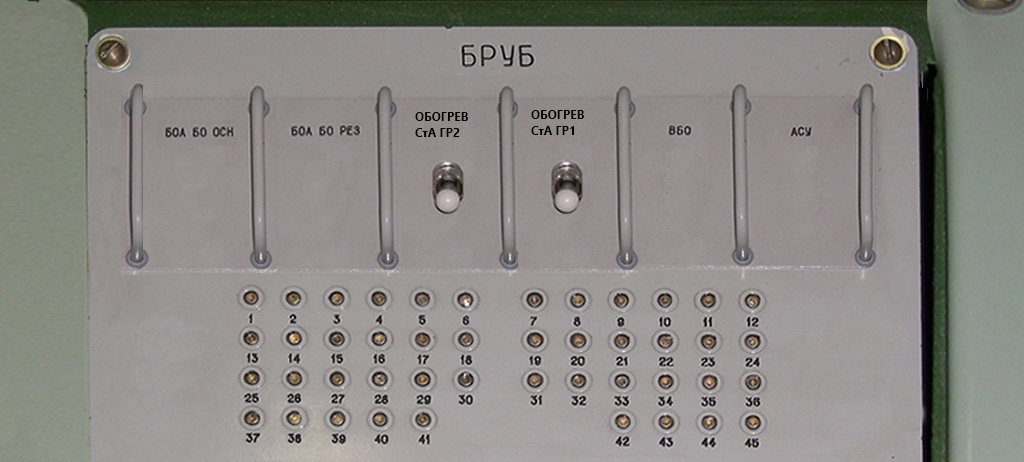 БРУБ
БОА БО ОСН
БОА БО РЕЗ
ОБОГРЕВ
СтА ГР2
ОБОГРЕВ
СтА ГР1
ВБО
АСУ
1 2 3 4 5 6 7 8 9 10 11 12
13 14 15 16 17 18 19 20 21 22 23 24
25 26 27 28 29 30 31 32 33 34 35 36
37 38 39 40 41 42 43 44 45